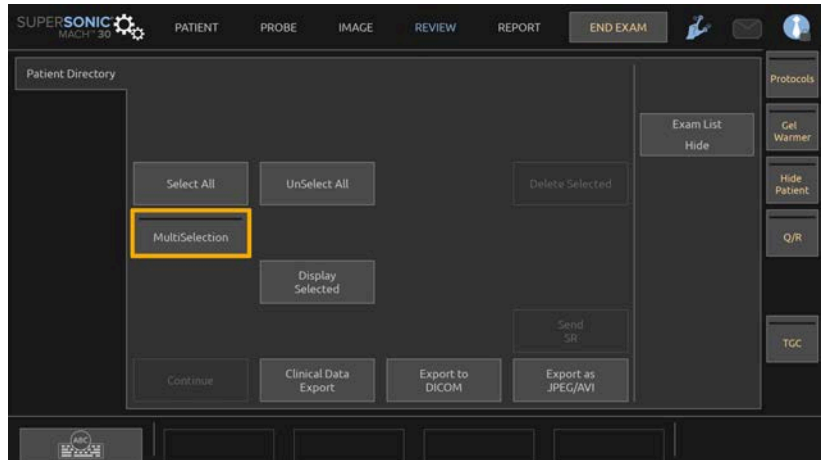 SUPERSONIC
MACH™ 30
PATIENT
PROBE
IMAGE
REVIEW
REPORT
END EXAM
Patient Directory
Protocols
Exam List
Hide
Gel
Warmer
Select All
UnSelect All
Delete Selected
Hide
Patient
MultiSelection
Q/R
Display
Selected
Send
SR
TGC
Continue
Clinical Data
Export
Export to
DICOM
Export as
JPEG/AVI
ABC